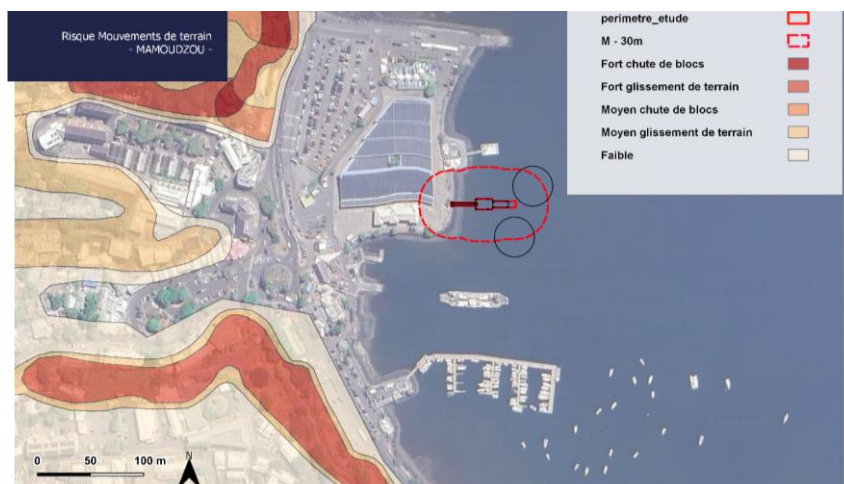 Risque Mouvements de terrain
- MAMOUDZOU -
perimetre_etude
M - 30m
Fort chute de blocs
Fort glissement de terrain
Moyen chute de blocs
Moyen glissement de terrain
Faible
0 50 100 m
N